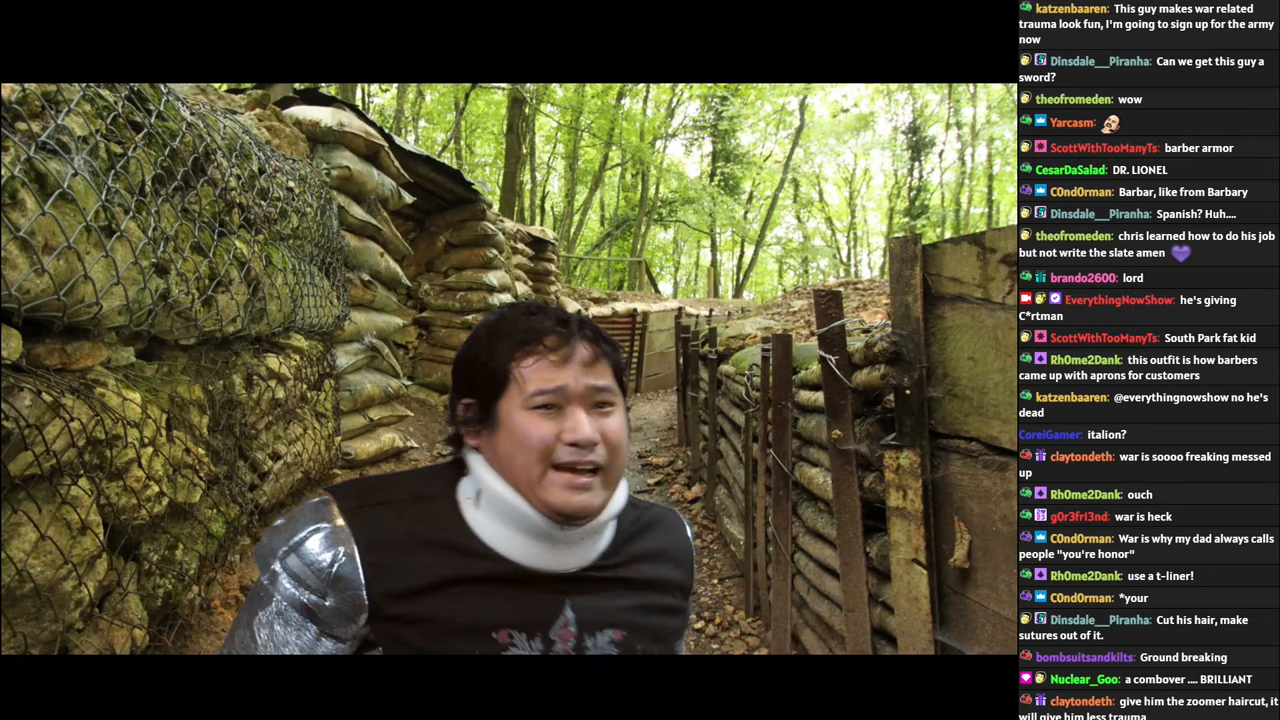 katzenbaaren: This guy makes war related
trauma look fun, I'm going to sign up for the army
now
Dinsdale__Piranha: Can we get this guy a
sword?
theofromeden: wow
Yarcasm:
ScottWithTooManyTs: barber armor
CesarDaSalad: DR. LIONEL
C0nd0rman: Barbar, like from Barbary
Dinsdale__Piranha: Spanish? Huh....
theofromeden: chris learned how to do his job
but not write the slate amen
brando2600: lord
EverythingNowShow: he's giving
C*rtman
ScottWithTooManyTs: South Park fat kid
Rh0me2Dank: this outfit is how barbers
came up with aprons for customers
katzenbaaren: @everythingnowshow no he's
dead
CoreiGamer: italion?
claytondeth: war is soooo freaking messed
up
Rh0me2Dank: ouch
g0r3frI3nd: war is heck
C0nd0rman: War is why my dad always calls
people "you're honor"
Rh0me2Dank: use a t-liner!
C0nd0rman: *your
Dinsdale__Piranha: Cut his hair, make
sutures out of it.
bombsuitsandkilts: Ground breaking
Nuclear_Goo: a combover .... BRILLIANT
claytondeth: give him the zoomer haircut, it
will give him less trauma